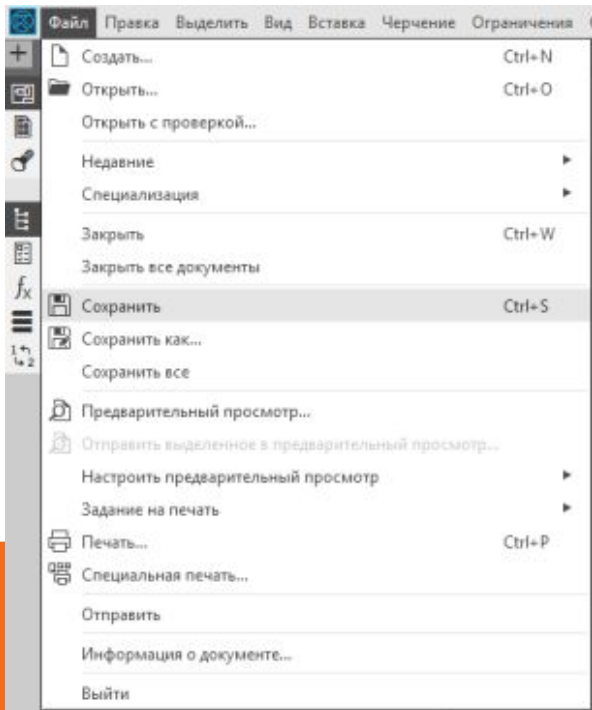 Файл Правка Выделить Вид Вставка Черчение Ограничения
Создать... Ctrl+N
Открыть... Ctrl+O
Открыть с проверкой...
Недавние
Специализация
Закрыть Ctrl+W
Закрыть все документы
Сохранить Ctrl+S
Сохранить как...
Сохранить все
Предварительный просмотр...
Отправить выделенное в предварительный просмотр...
Настроить предварительный просмотр
Задание на печать
Печать... Ctrl+P
Специальная печать...
Отправить
Информация о документе...
Выйти